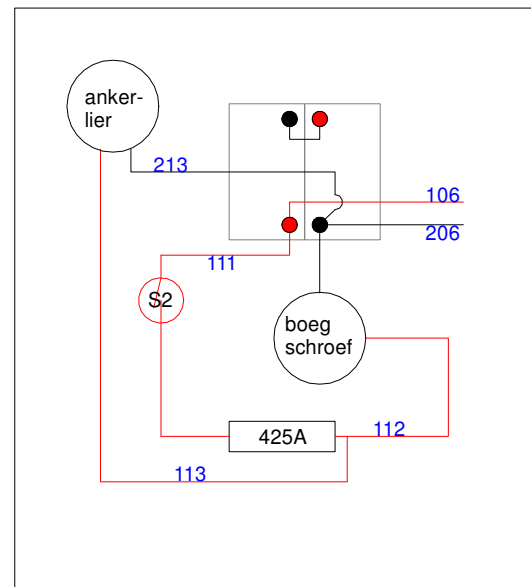 anker-
lier
213
106
206
111
S2
boeg
schroef
425A
112
113